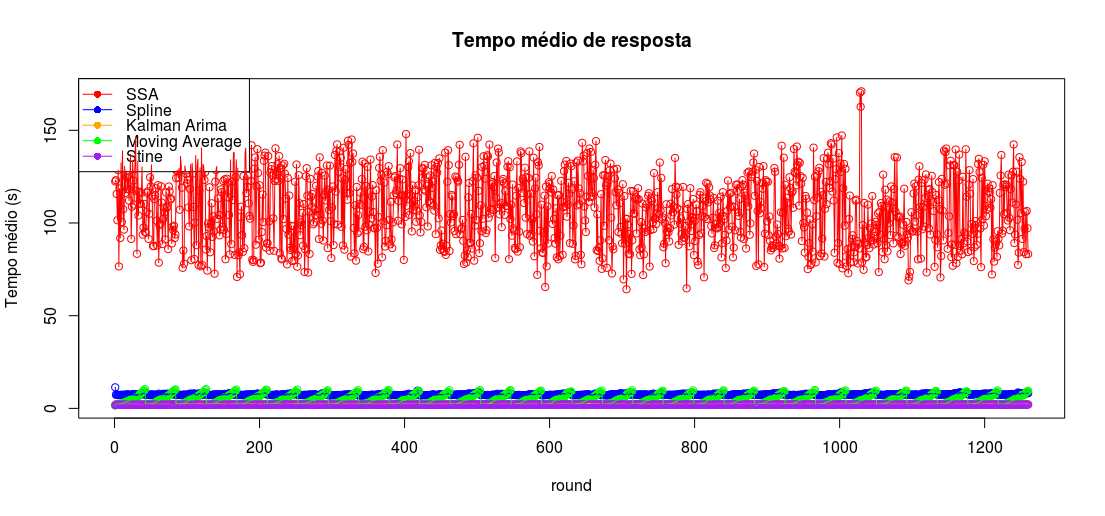 Tempo médio de resposta
SSA
Spline
Kalman Arima
Moving Average
Stine
Tempo médio (s)
150
100
50
0
0 200 400 600 800 1000 1200
round